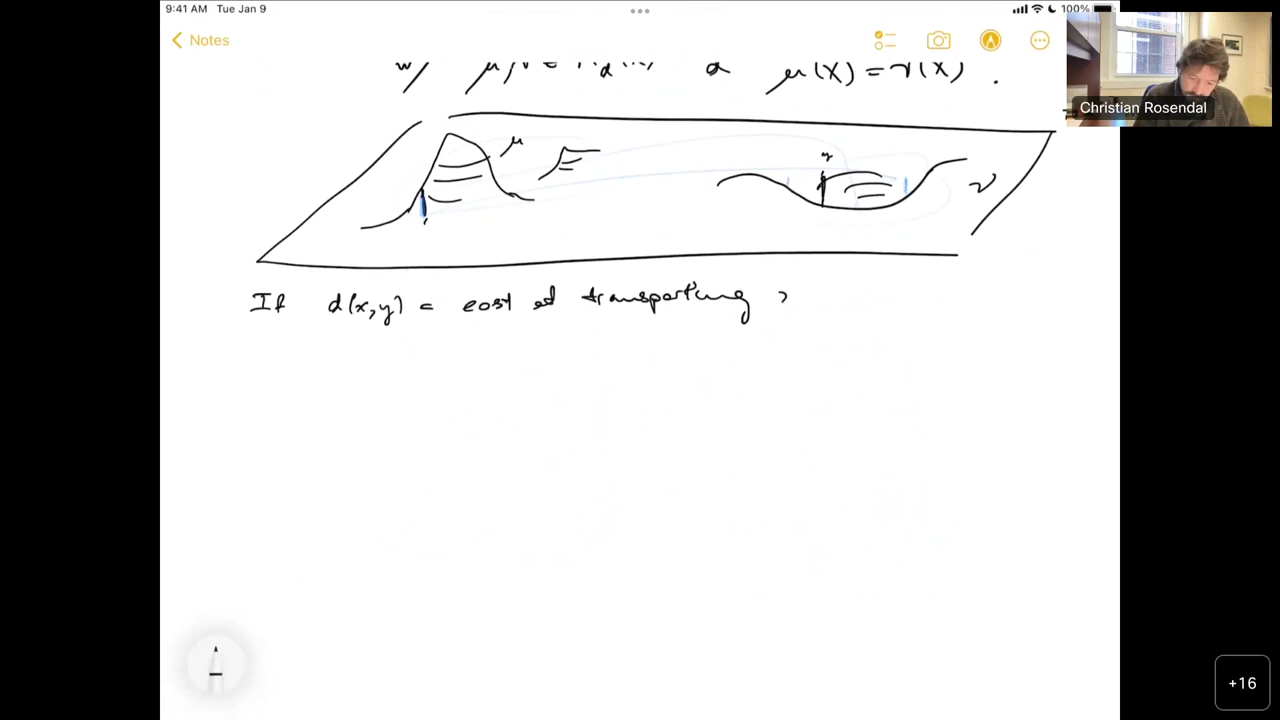 9:41 AM Tue Jan 9
100%
Notes
w/ μ, ν μ(X) = ν(X) .
Christian Rosendal
μ
y
ν
If d(x,y) = cost of transporting
+16